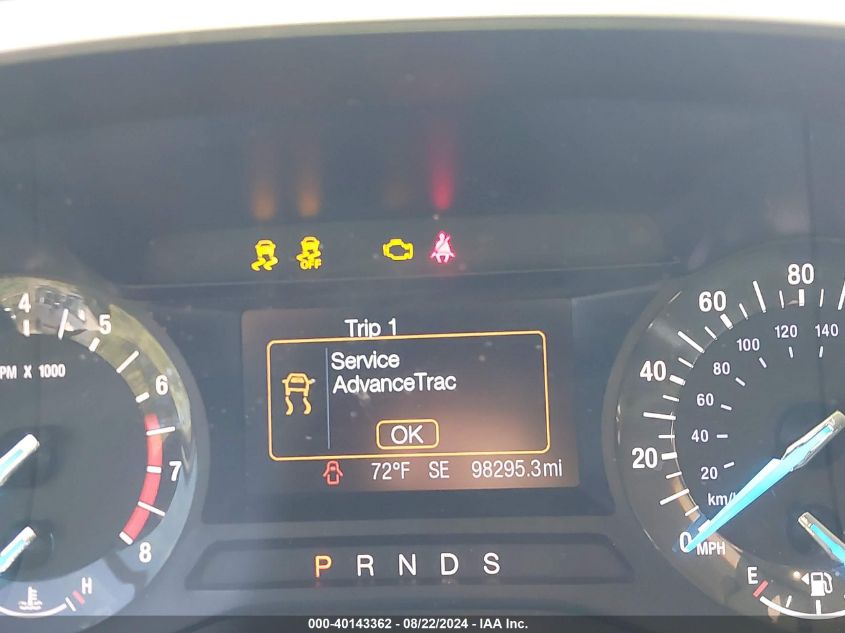 OFF
80
4
60
5
120
140
Trip 1
100
PM X 1000
Service
80
40
6
AdvanceTrac
60
OK
40
20
7
72°F SE 98295.3mi
20
km/
0
MPH
8
P R N D S
E
H
000-40143362 - 08/22/2024 - IAA Inc.